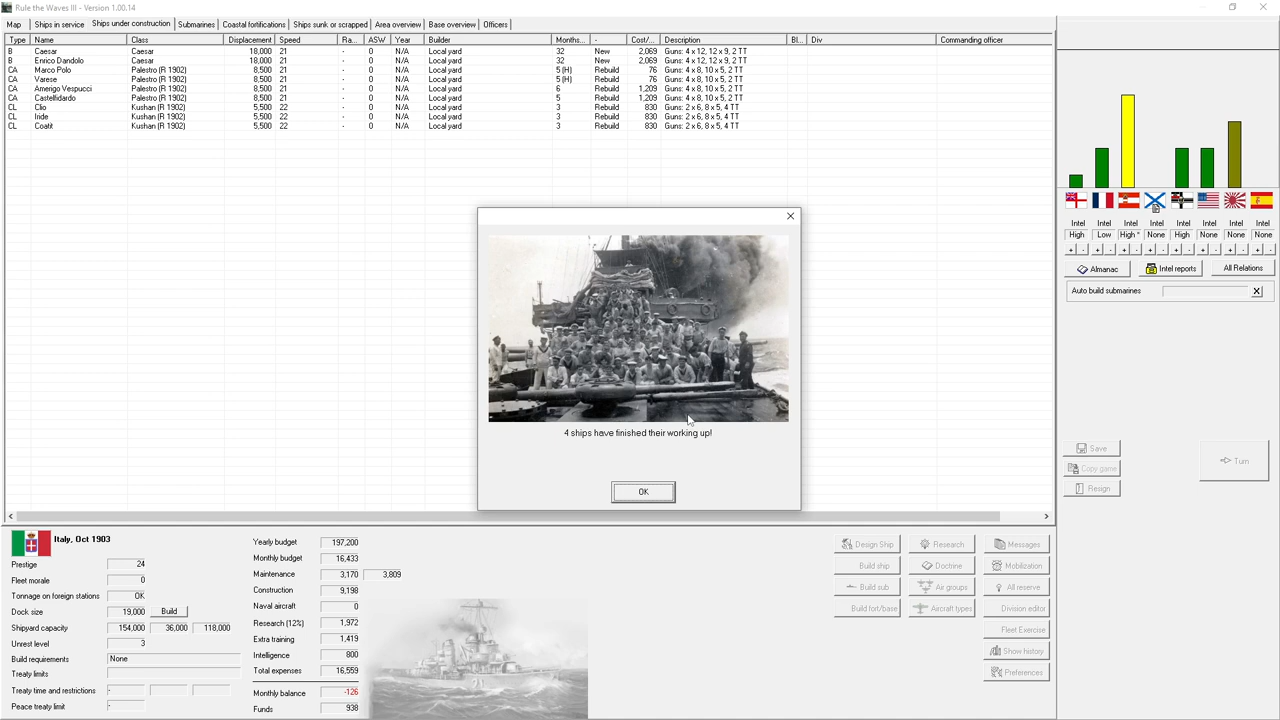 Rule the Waves III - Version 1.00.14
Map Ships in service Ships under construction Submarines Coastal fortifications Ships sunk or scrapped Area overview Base overview Officers
Type Name Class Displacement Speed Ra... ASW Year Builder Months... - Cost/... Description Bl... Div Commanding officer
B Caesar Caesar 18,000 21 - 0 N/A Local yard 32 New 2,069 Guns: 4 x 12, 12 x 9, 2 TT
B Enrico Dandolo Caesar 18,000 21 - 0 N/A Local yard 32 New 2,069 Guns: 4 x 12, 12 x 9, 2 TT
CA Marco Polo Palestro (R 1902) 8,500 21 - 0 N/A Local yard 5 (H) Rebuild 76 Guns: 4 x 8, 10 x 5, 2 TT
CA Varese Palestro (R 1902) 8,500 21 - 0 N/A Local yard 5 (H) Rebuild 76 Guns: 4 x 8, 10 x 5, 2 TT
CA Amerigo Vespucci Palestro (R 1902) 8,500 21 - 0 N/A Local yard 6 Rebuild 1,209 Guns: 4 x 8, 10 x 5, 2 TT
CA Castelfidardo Palestro (R 1902) 8,500 21 - 0 N/A Local yard 5 Rebuild 1,209 Guns: 4 x 8, 10 x 5, 2 TT
CL Clio Kushan (R 1902) 5,500 22 - 0 N/A Local yard 3 Rebuild 830 Guns: 2 x 6, 8 x 5, 4 TT
CL Iride Kushan (R 1902) 5,500 22 - 0 N/A Local yard 3 Rebuild 830 Guns: 2 x 6, 8 x 5, 4 TT
CL Coatit Kushan (R 1902) 5,500 22 - 0 N/A Local yard 3 Rebuild 830 Guns: 2 x 6, 8 x 5, 4 TT
4 ships have finished their working up!
OK
Intel Intel Intel Intel Intel Intel Intel Intel
High Low High * None High None None None
+ - + - + - + - + - + - + - + -
Almanac Intel reports All Relations
Auto build submarines X
Save
Copy game
Resign
Turn
Italy, Oct 1903
Prestige 24
Fleet morale 0
Tonnage on foreign stations OK
Dock size 19,000 Build
Shipyard capacity 154,000 36,000 118,000
Unrest level 3
Build requirements None
Treaty limits
Treaty time and restrictions -
Peace treaty limit -
Yearly budget 197,200
Monthly budget 16,433
Maintenance 3,170 3,809
Construction 9,198
Naval aircraft 0
Research (12%) 1,972
Extra training 1,419
Intelligence 800
Total expenses 16,559
Monthly balance -126
Funds 938
Design Ship Research Messages
Build ship Doctrine Mobilization
Build sub Air groups All reserve
Build fort/base Aircraft types Division editor
Fleet Exercise
Show history
Preferences